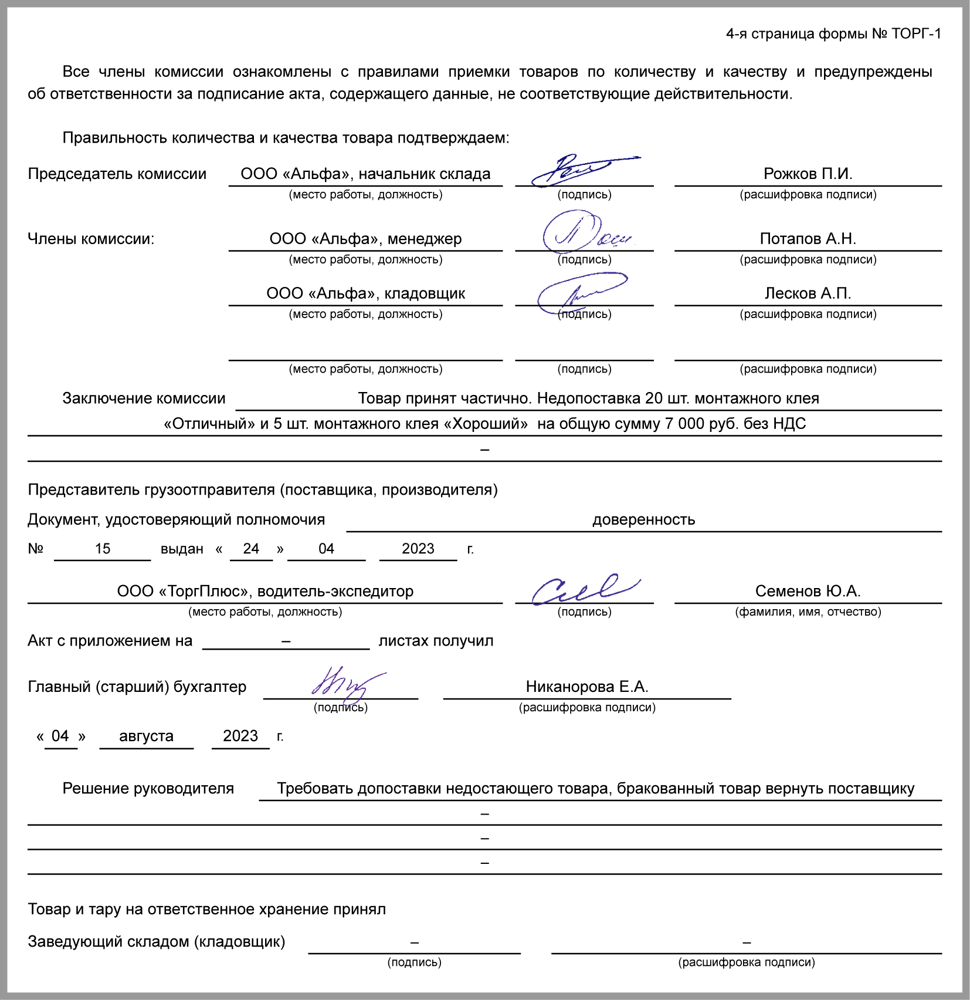 4-я страница формы № ТОРГ-1
Все члены комиссии ознакомлены с правилами приемки товаров по количеству и качеству и предупреждены
об ответственности за подписание акта, содержащего данные, не соответствующие действительности.
Правильность количества и качества товара подтверждаем:
Председатель комиссии ООО «Альфа», начальник склада Рожков П.И.
(место работы, должность) (подпись) (расшифровка подписи)
Члены комиссии: ООО «Альфа», менеджер Потапов А.Н.
(место работы, должность) (подпись) (расшифровка подписи)
ООО «Альфа», кладовщик Лесков А.П.
(место работы, должность) (подпись) (расшифровка подписи)
(место работы, должность) (подпись) (расшифровка подписи)
Заключение комиссии Товар принят частично. Недопоставка 20 шт. монтажного клея
«Отличный» и 5 шт. монтажного клея «Хороший» на общую сумму 7 000 руб. без НДС
–
Представитель грузоотправителя (поставщика, производителя)
Документ, удостоверяющий полномочия доверенность
№ 15 выдан « 24 » 04 2023 г.
ООО «ТоргПлюс», водитель-экспедитор Семенов Ю.А.
(место работы, должность) (подпись) (фамилия, имя, отчество)
Акт с приложением на – листах получил
Главный (старший) бухгалтер Никанорова Е.А.
(подпись) (расшифровка подписи)
« 04 » августа 2023 г.
Решение руководителя Требовать допоставки недостающего товара, бракованный товар вернуть поставщику
–
–
–
Товар и тару на ответственное хранение принял
Заведующий складом (кладовщик) – –
(подпись) (расшифровка подписи)